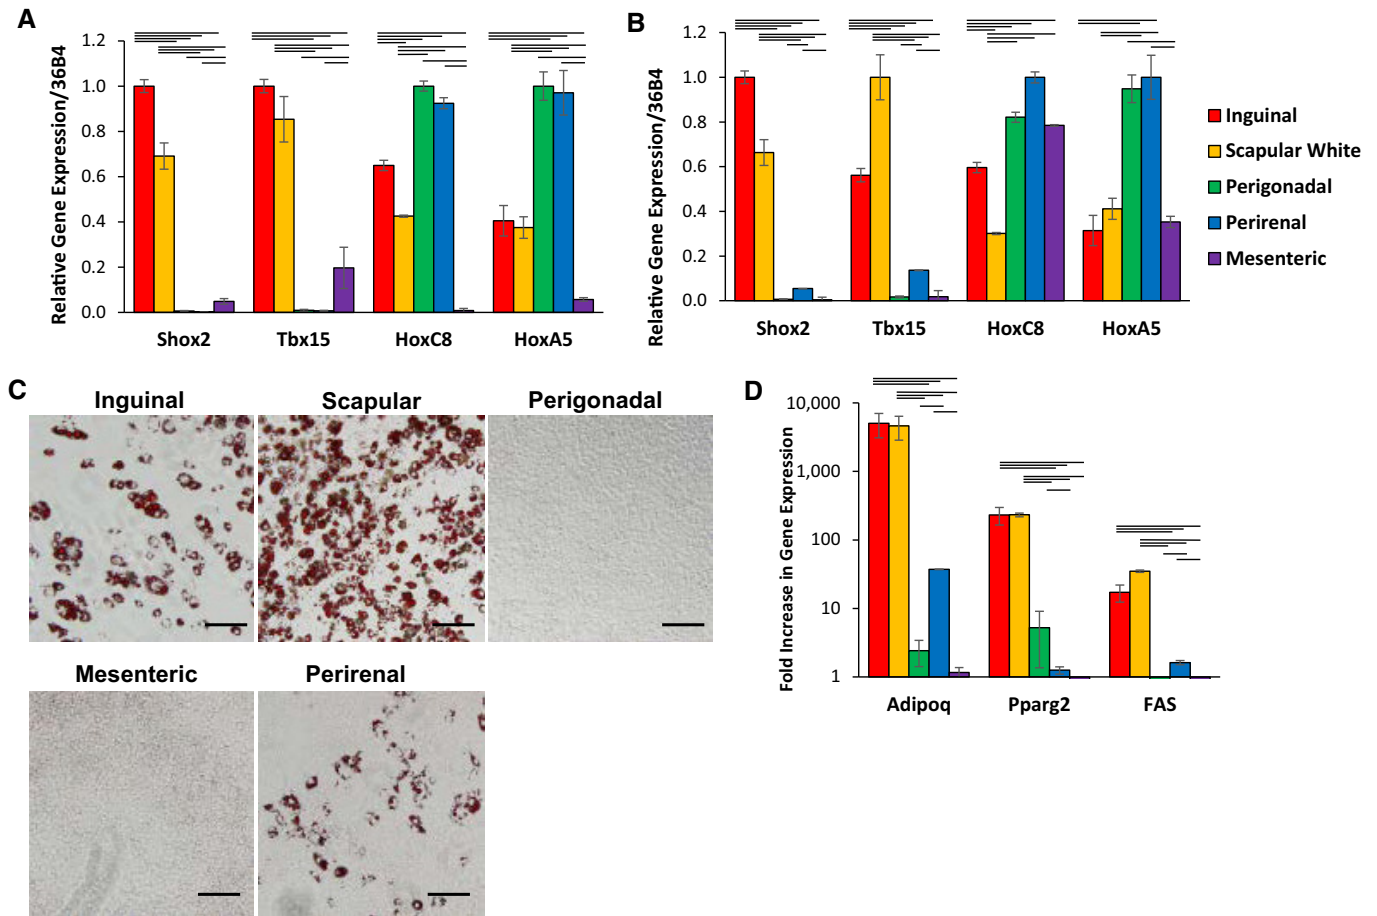 A
Relative Gene Expression/36B4
1.2
1.0
0.8
0.6
0.4
0.2
0.0
Shox2 Tbx15 HoxC8 HoxA5
B
Relative Gene Expression/36B4
1.2
1.0
0.8
0.6
0.4
0.2
0.0
Shox2 Tbx15 HoxC8 HoxA5
Inguinal
Scapular White
Perigonadal
Perirenal
Mesenteric
C
Inguinal Scapular Perigonadal
Mesenteric Perirenal
D
Fold Increase in Gene Expression
10,000
1,000
100
10
1
Adipoq Pparg2 FAS